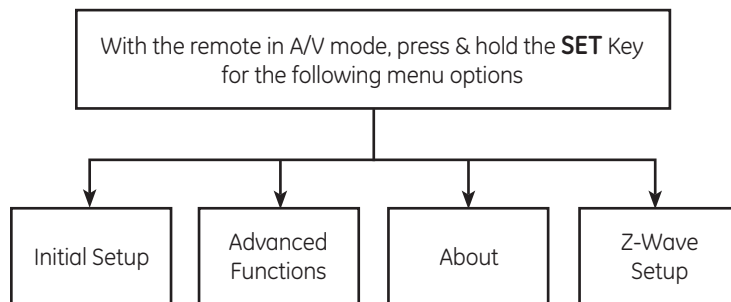 With the remote in A/V mode, press & hold the SET Key
for the following menu options
Initial Setup
Advanced
Functions
About
Z-Wave
Setup